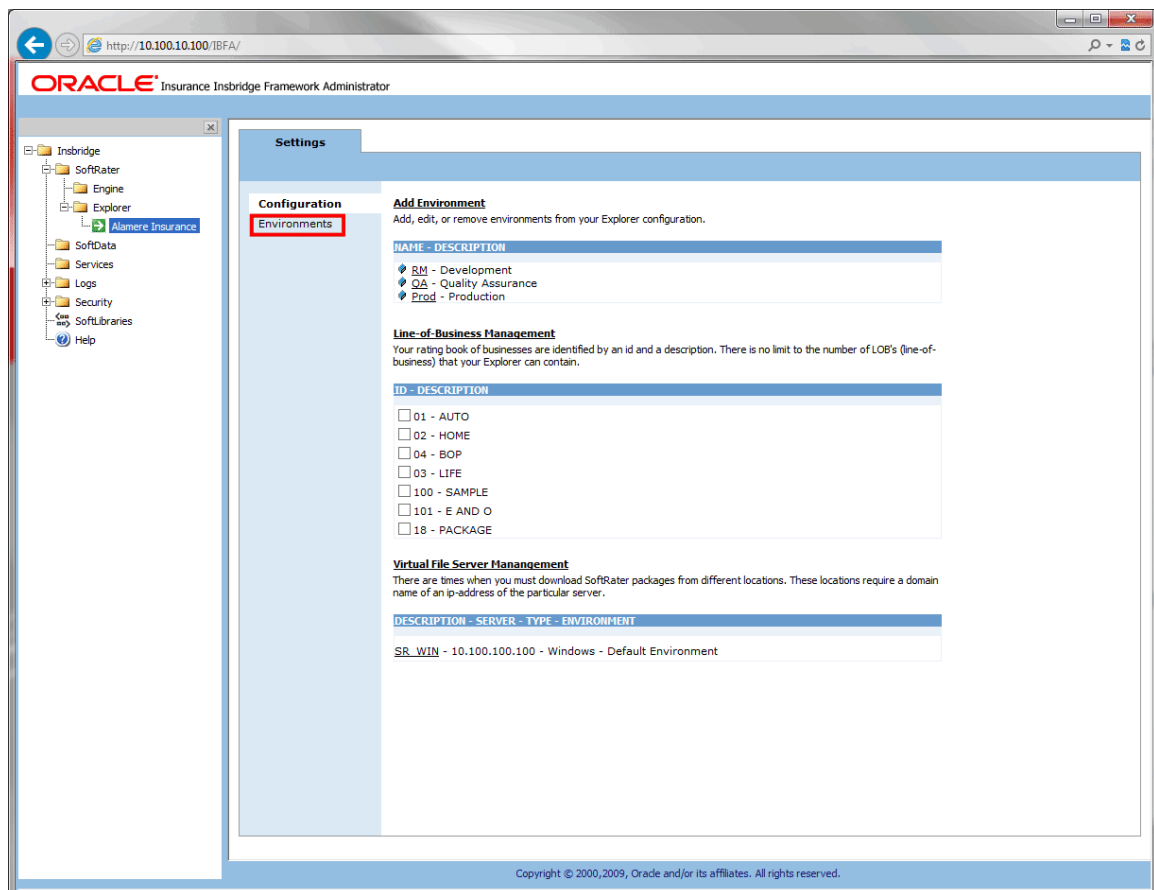 http://10.100.10.100/IBFA/
ORACLE Insurance Insbridge Framework Administrator
Insbridge
SoftRater
Engine
Explorer
Alamere Insurance
SoftData
Services
Logs
Security
SoftLibraries
Help
Settings
Configuration
Environments
Add Environment
Add, edit, or remove environments from your Explorer configuration.
NAME - DESCRIPTION
RM - Development
QA - Quality Assurance
Prod - Production
Line-of-Business Management
Your rating book of businesses are identified by an id and a description. There is no limit to the number of LOB's (line-of-
business) that your Explorer can contain.
ID - DESCRIPTION
01 - AUTO
02 - HOME
04 - BOP
03 - LIFE
100 - SAMPLE
101 - E AND O
18 - PACKAGE
Virtual File Server Manangement
There are times when you must download SoftRater packages from different locations. These locations require a domain
name of an ip-address of the particular server.
DESCRIPTION - SERVER - TYPE - ENVIRONMENT
SR_WIN - 10.100.100.100 - Windows - Default Environment
Copyright © 2000,2009, Oracle and/or its affiliates. All rights reserved.